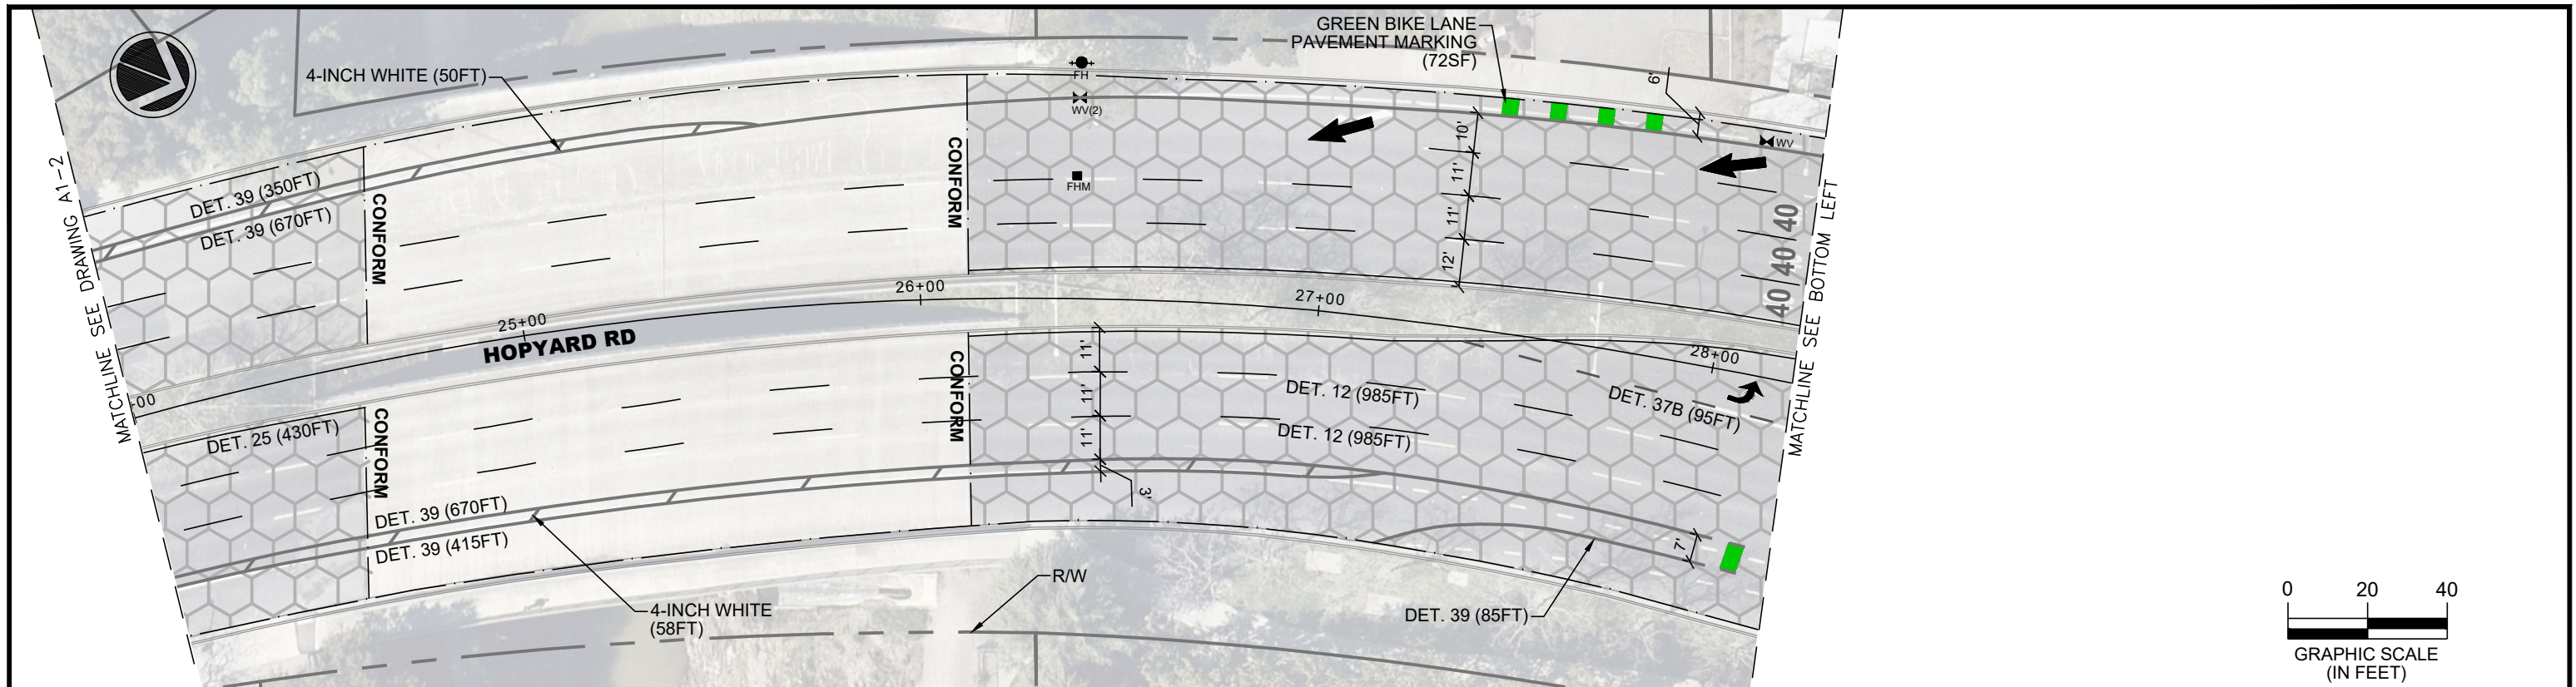 GREEN BIKE LANE
PAVEMENT MARKING
(72SF)
4-INCH WHITE (50FT)
FH
WV(2)
6'
WV
10'
11'
11'
12'
FHM
CONFORM
CONFORM
DET. 39 (350FT)
DET. 39 (670FT)
40
40
40
MATCHLINE SEE DRAWING A1-2
MATCHLINE SEE BOTTOM LEFT
25+00
26+00
27+00
28+00
-00
HOPYARD RD
CONFORM
CONFORM
11'
11'
11'
3'
DET. 12 (985FT)
DET. 12 (985FT)
DET. 37B (95FT)
DET. 25 (430FT)
DET. 39 (670FT)
DET. 39 (415FT)
7'
R/W
4-INCH WHITE
(58FT)
DET. 39 (85FT)
0 20 40
GRAPHIC SCALE
(IN FEET)